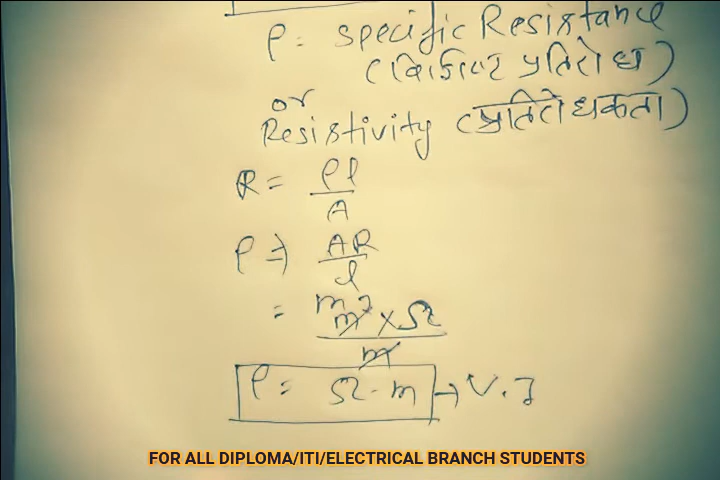 ρ = Specific Resistance
(विशिष्ट प्रतिरोध)
or
Resistivity (प्रतिरोधकता)
R = ρl
A
ρ ⇒ AR
l
= m m² × Ω
m
ρ = Ω-m → V.I
FOR ALL DIPLOMA/ITI/ELECTRICAL BRANCH STUDENTS